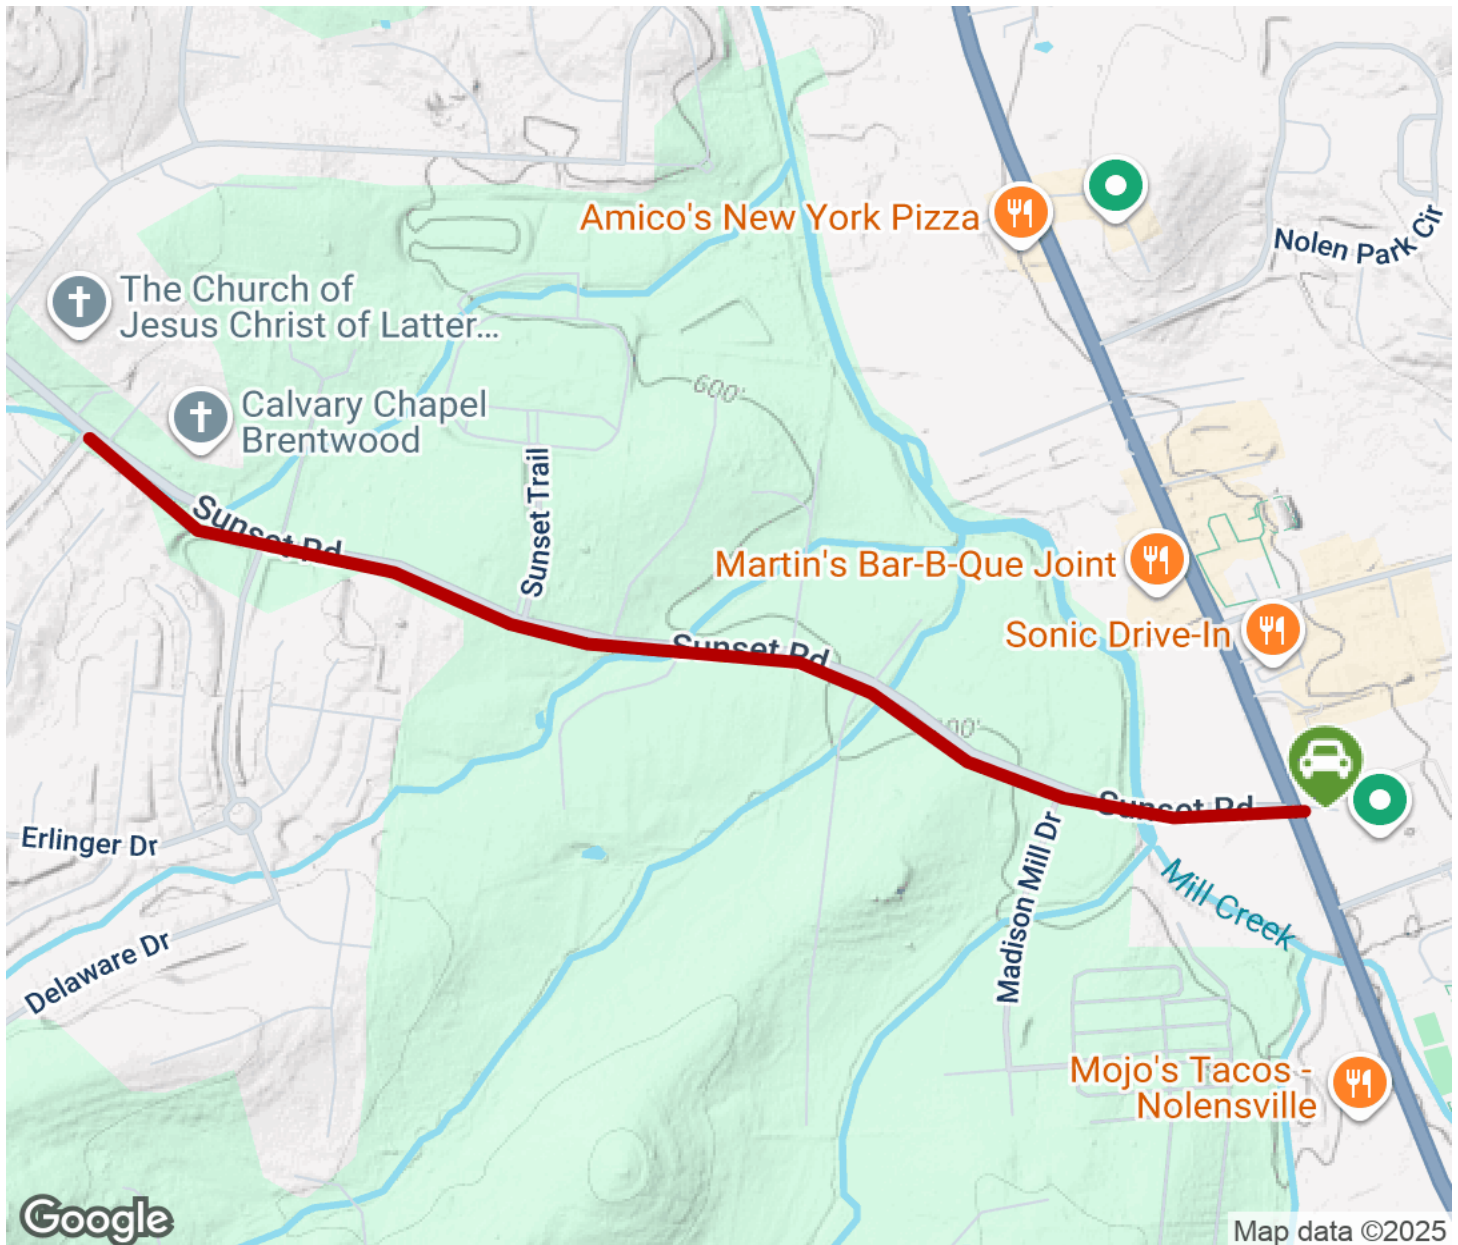 Amico's New York Pizza
Nolen Park Cir
The Church of
Jesus Christ of Latter...
Calvary Chapel
Brentwood
600'
Sunset Trail
Sunset Rd
Martin's Bar-B-Que Joint
Sonic Drive-In
Sunset Rd
00'
Sunset Rd
Erlinger Dr
Madison Mill Dr
Mill Creek
Delaware Dr
Mojo's Tacos -
Nolensville
Google
Map data ©2025